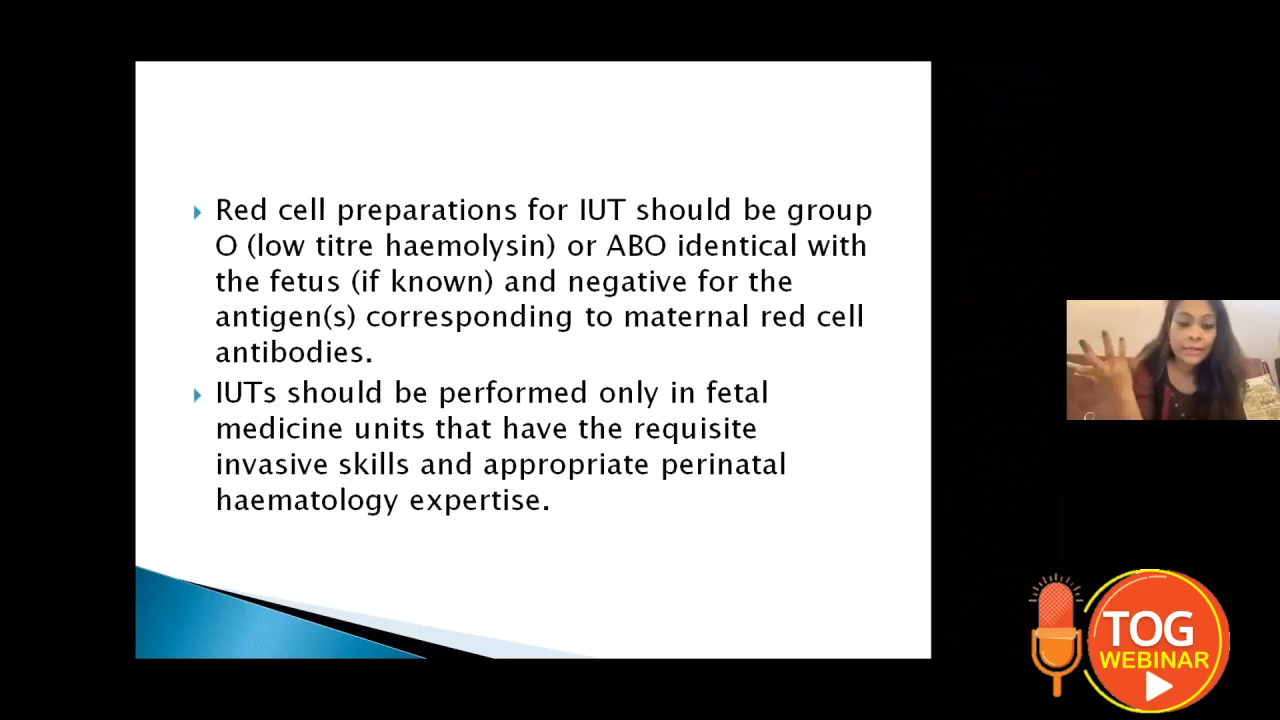 Red cell preparations for IUT should be group
O (low titre haemolysin) or ABO identical with
the fetus (if known) and negative for the
antigen(s) corresponding to maternal red cell
antibodies.
IUTs should be performed only in fetal
medicine units that have the requisite
invasive skills and appropriate perinatal
haematology expertise.
TOG
WEBINAR